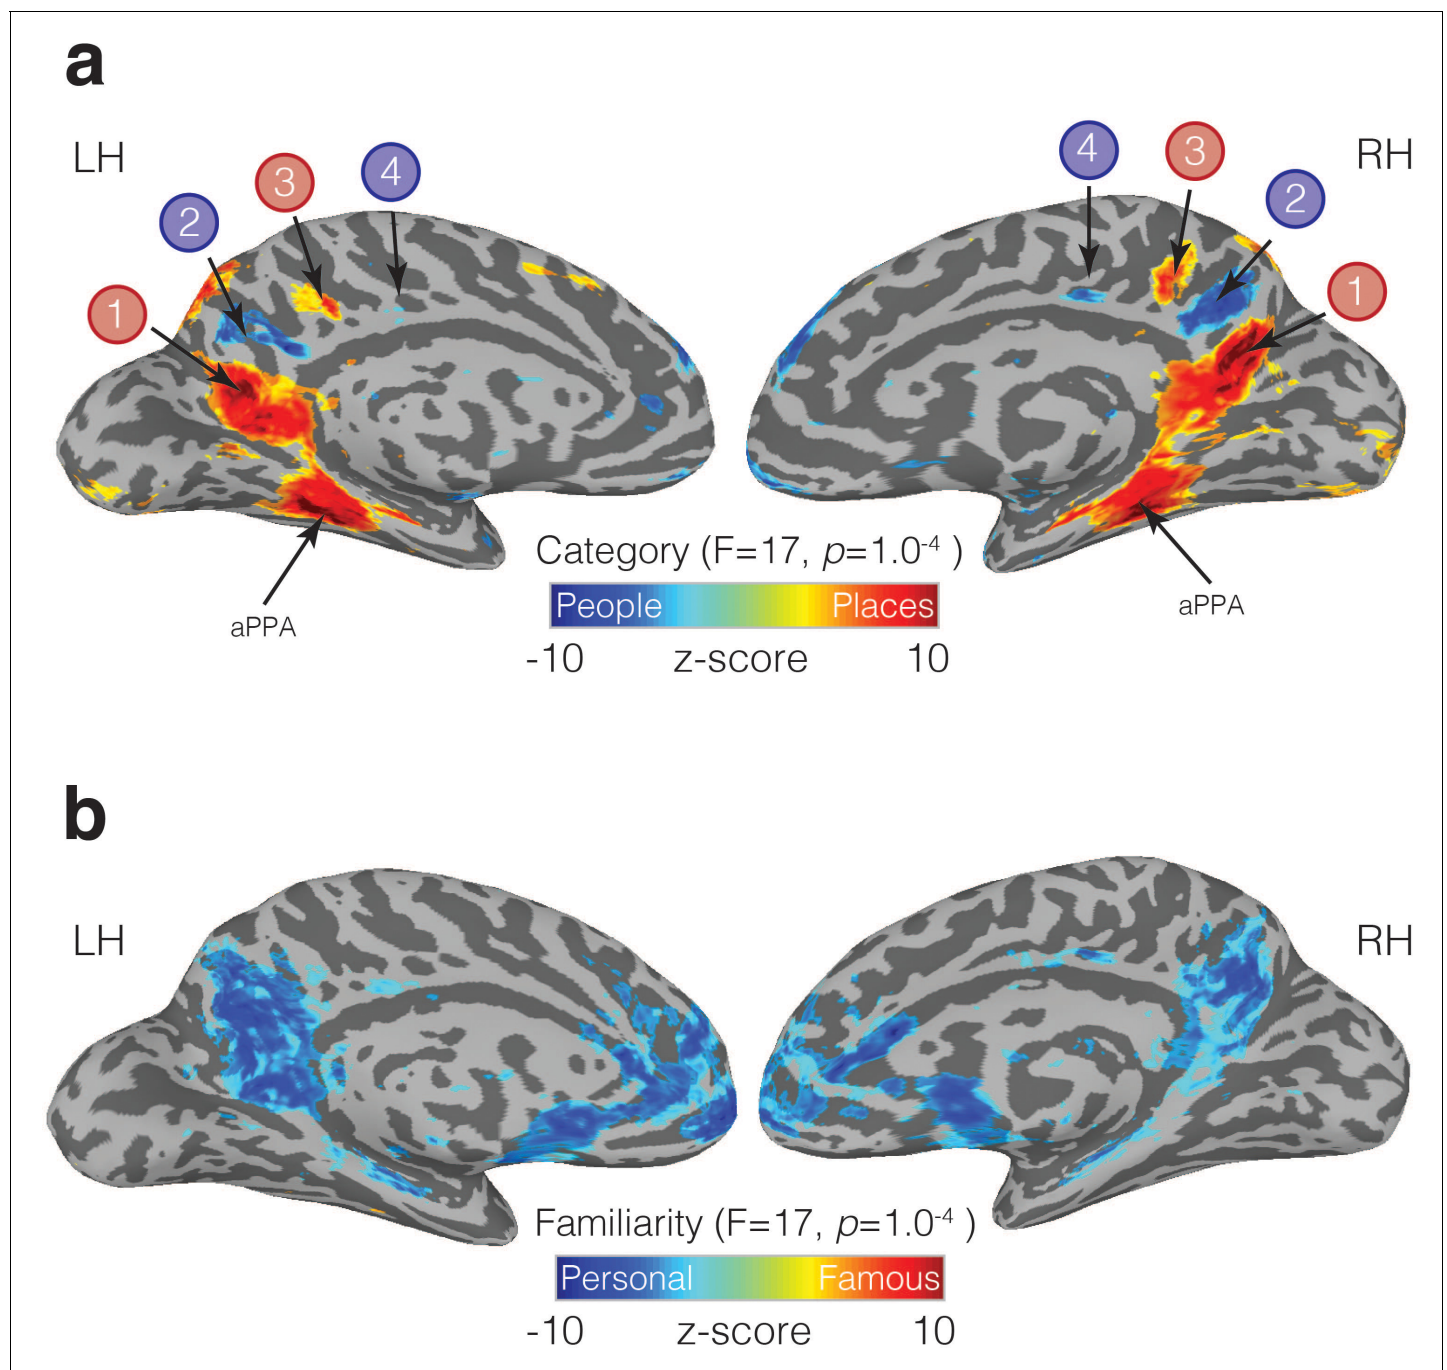 a
LH
RH
4
3
2
1
4
3
2
1
aPPA
aPPA
Category (F=17, p=1.0-4 )
People
Places
-10
z-score
10
b
LH
RH
Familiarity (F=17, p=1.0-4 )
Personal
Famous
-10
z-score
10